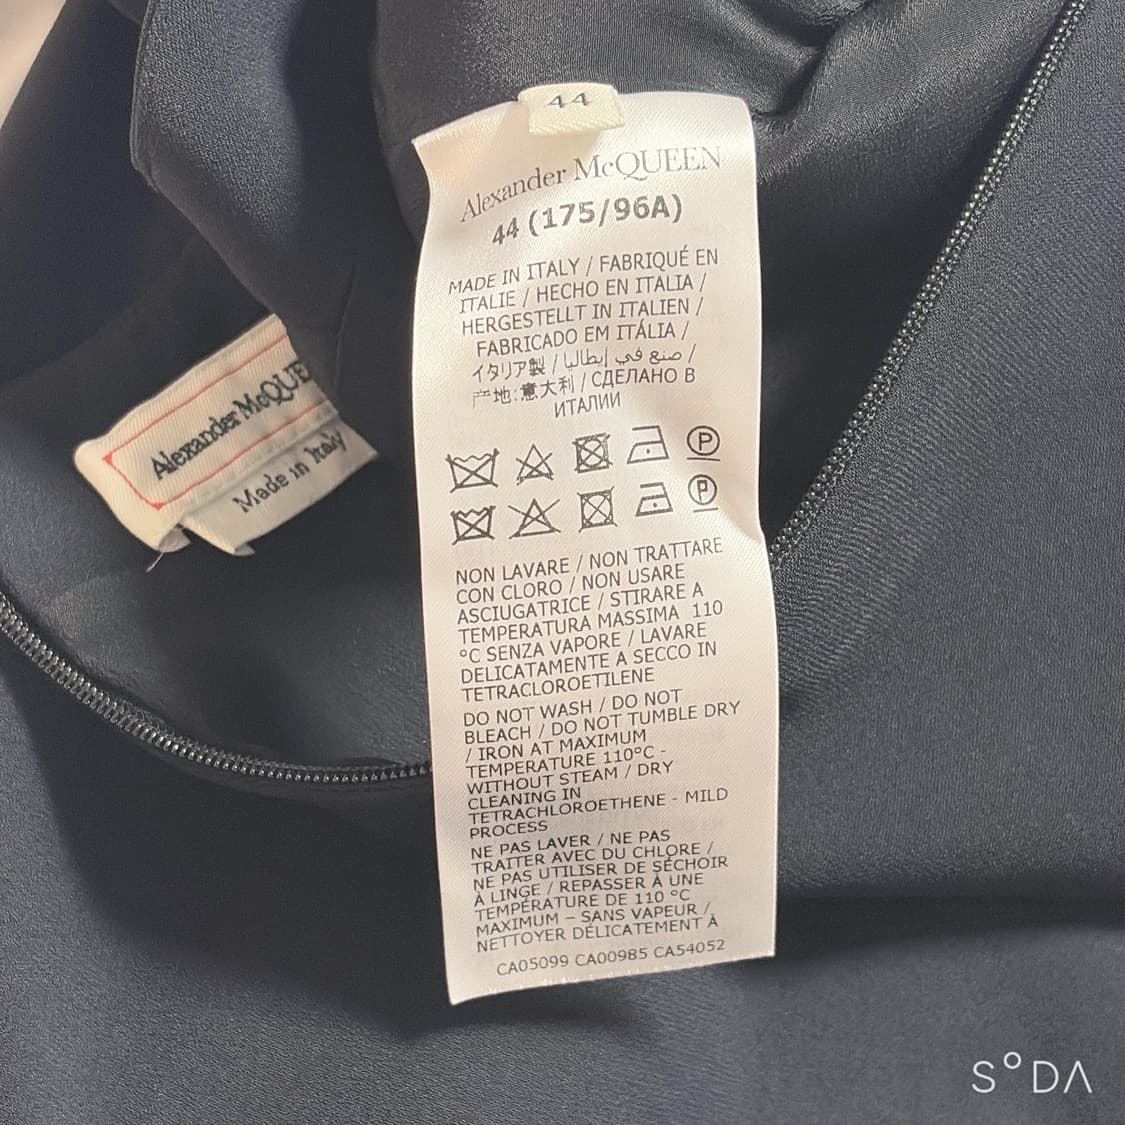 44
Alexander McQUEEN
44 (175/96A)
MADE IN ITALY / FABRIQUÉ EN
ITALIE / HECHO EN ITALIA /
HERGESTELLT IN ITALIEN /
FABRICADO EM ITÁLIA /
صنع في إيطاليا / イタリア製 /
产地:意大利 / СДЕЛАНО В
ИТАЛИИ
P
P
NON LAVARE / NON TRATTARE
CON CLORO / NON USARE
ASCIUGATRICE / STIRARE A
TEMPERATURA MASSIMA 110
°C SENZA VAPORE / LAVARE
DELICATAMENTE A SECCO IN
TETRACLOROETILENE
DO NOT WASH / DO NOT
BLEACH / DO NOT TUMBLE DRY
/ IRON AT MAXIMUM
TEMPERATURE 110°C -
WITHOUT STEAM / DRY
CLEANING IN
TETRACHLOROETHENE - MILD
PROCESS
NE PAS LAVER / NE PAS
TRAITER AVEC DU CHLORE /
NE PAS UTILISER DE SÉCHOIR
À LINGE / REPASSER À UNE
TEMPÉRATURE DE 110 °C
MAXIMUM – SANS VAPEUR /
NETTOYER DÉLICATEMENT À
CA05099 CA00985 CA54052
Alexander McQUE
Made in Italy
S°DA